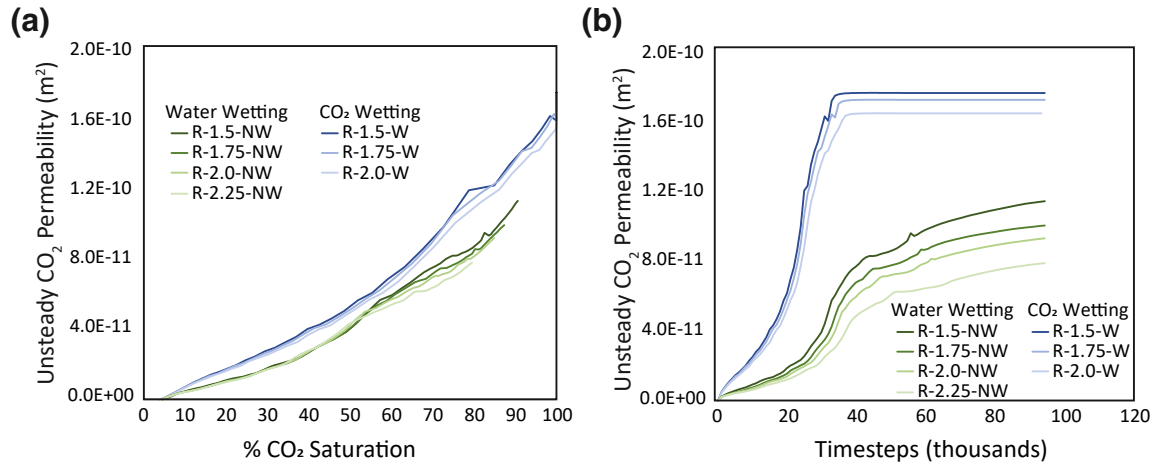 (a)
Unsteady CO₂ Permeability (m²)
2.0E-10
1.6E-10
1.2E-10
8.0E-11
4.0E-11
0.0E+00
Water Wetting
R-1.5-NW
R-1.75-NW
R-2.0-NW
R-2.25-NW
CO₂ Wetting
R-1.5-W
R-1.75-W
R-2.0-W
0 10 20 30 40 50 60 70 80 90 100
% CO₂ Saturation
(b)
Unsteady CO₂ Permeability (m²)
2.0E-10
1.6E-10
1.2E-10
8.0E-11
4.0E-11
0.0E+00
Water Wetting
R-1.5-NW
R-1.75-NW
R-2.0-NW
R-2.25-NW
CO₂ Wetting
R-1.5-W
R-1.75-W
R-2.0-W
0 20 40 60 80 100 120
Timesteps (thousands)